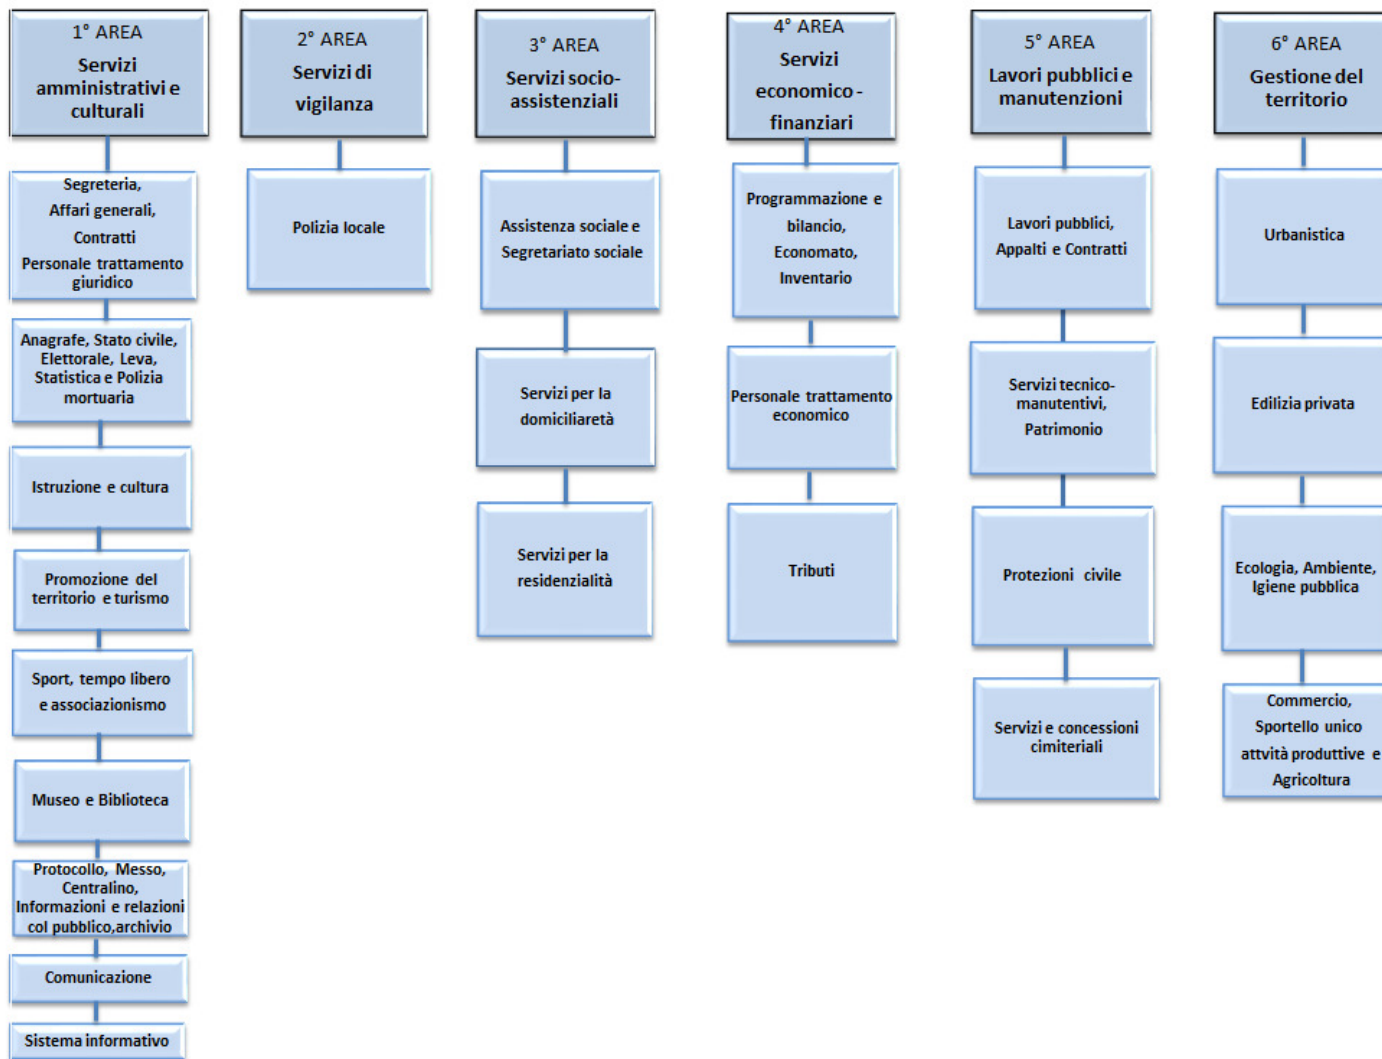 1° AREA
Servizi
amministrativi e
culturali
Segreteria,
Affari generali,
Contratti
Personale trattamento
giuridico
Anagrafe, Stato civile,
Elettorale, Leva,
Statistica e Polizia
mortuaria
Istruzione e cultura
Promozione del
territorio e turismo
Sport, tempo libero
e associazionismo
Museo e Biblioteca
Protocollo, Messo,
Centralino,
Informazioni e relazioni
col pubblico,archivio
Comunicazione
Sistema informativo
2° AREA
Servizi di
vigilanza
Polizia locale
3° AREA
Servizi socio-
assistenziali
Assistenza sociale e
Segretariato sociale
Servizi per la
domiciliaretà
Servizi per la
residenzialità
4° AREA
Servizi
economico -
finanziari
Programmazione e
bilancio,
Economato,
Inventario
Personale trattamento
economico
Tributi
5° AREA
Lavori pubblici e
manutenzioni
Lavori pubblici,
Appalti e Contratti
Servizi tecnico-
manutentivi,
Patrimonio
Protezioni civile
Servizi e concessioni
cimiteriali
6° AREA
Gestione del
territorio
Urbanistica
Edilizia privata
Ecologia, Ambiente,
Igiene pubblica
Commercio,
Sportello unico
attvità produttive e
Agricoltura